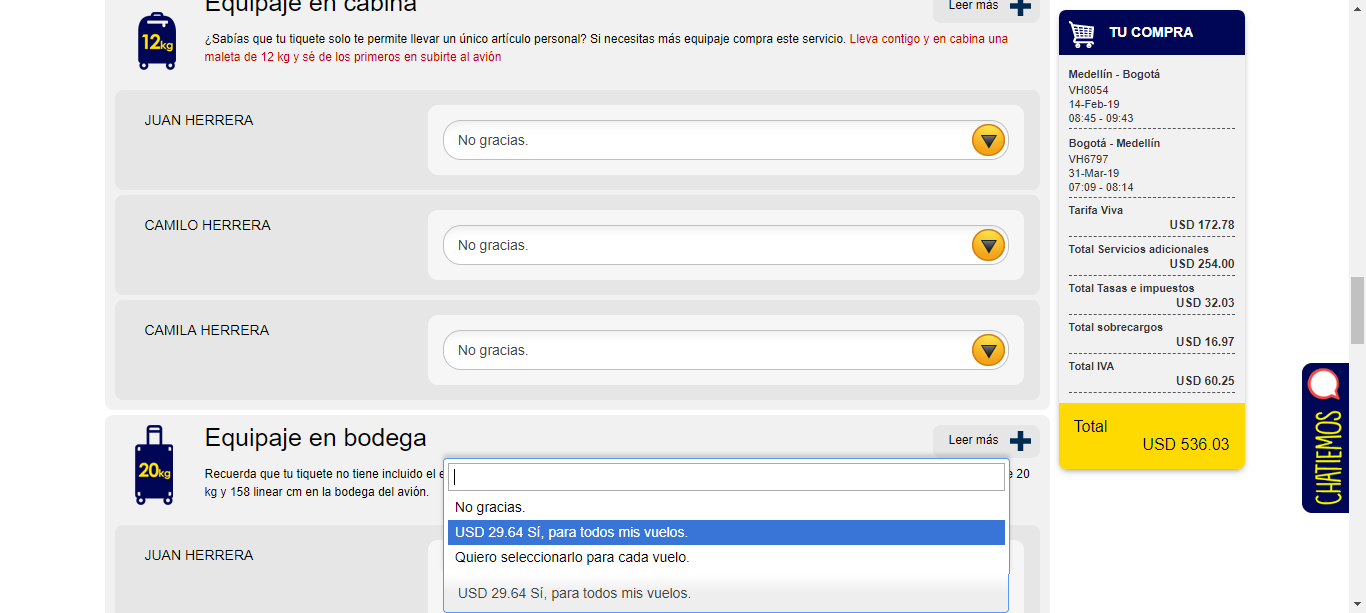 Equipaje en cabina
Leer más
12kg
¿Sabías que tu tiquete solo te permite llevar un único artículo personal? Si necesitas más equipaje compra este servicio. Lleva contigo y en cabina una
maleta de 12 kg y sé de los primeros en subirte al avión
JUAN HERRERA
No gracias.
CAMILO HERRERA
No gracias.
CAMILA HERRERA
No gracias.
Equipaje en bodega
Leer más
20kg
Recuerda que tu tiquete no tiene incluido el
20
kg y 158 linear cm en la bodega del avión.
No gracias.
USD 29.64 Sí, para todos mis vuelos.
Quiero seleccionarlo para cada vuelo.
JUAN HERRERA
USD 29.64 Sí, para todos mis vuelos.
TU COMPRA
Medellín - Bogotá
VH8054
14-Feb-19
08:45 - 09:43
Bogotá - Medellín
VH6797
31-Mar-19
07:09 - 08:14
Tarifa Viva
USD 172.78
Total Servicios adicionales
USD 254.00
Total Tasas e impuestos
USD 32.03
Total sobrecargos
USD 16.97
Total IVA
USD 60.25
Total
USD 536.03
CHATIEMOS